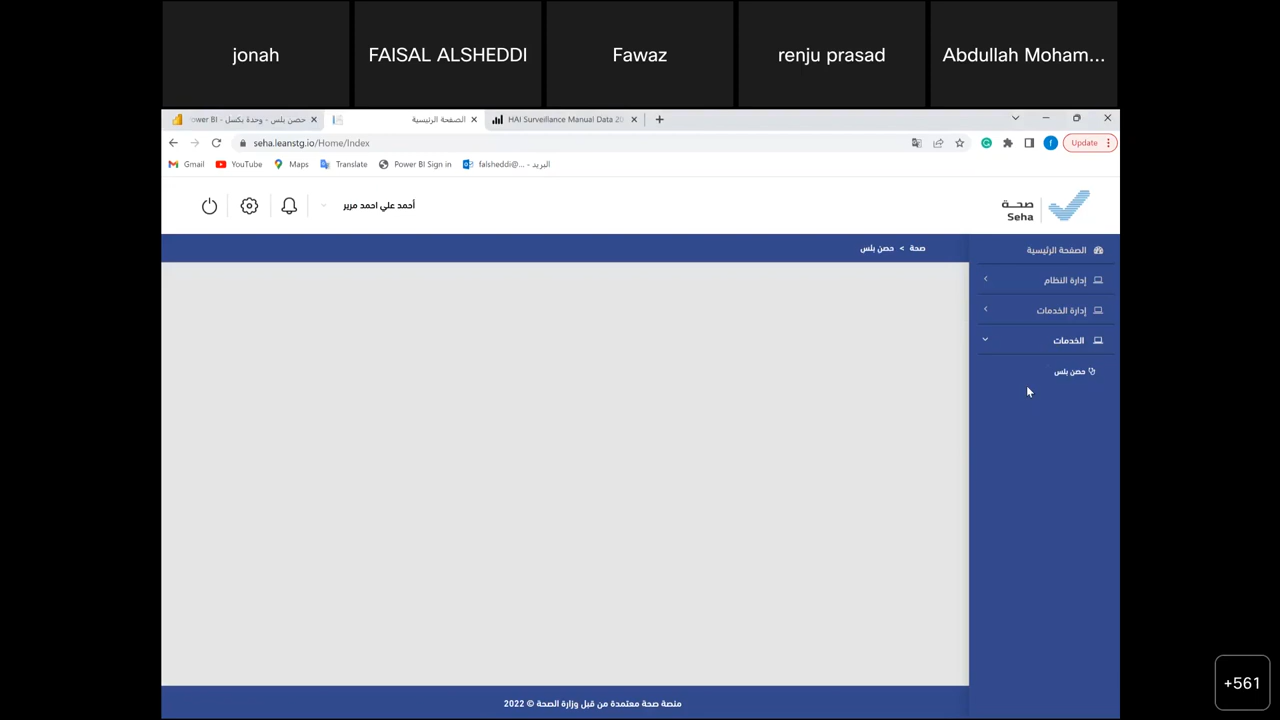 jonah
FAISAL ALSHEDDI
Fawaz
renju prasad
Abdullah Moham...
حصن بلس - وحدة بكسل - Power BI
الصفحة الرئيسية
HAI Surveillance Manual Data 20
seha.leanstg.io/Home/Index
Update
Gmail
YouTube
Maps
Translate
Power BI Sign in
البريد - ...falsheddi@
أحمد علي احمد مرير
صحة
Seha
صحة > حصن بلس
الصفحة الرئيسية
إدارة النظام
إدارة الخدمات
الخدمات
حصن بلس
منصة صحة معتمدة من قبل وزارة الصحة © 2022
+561